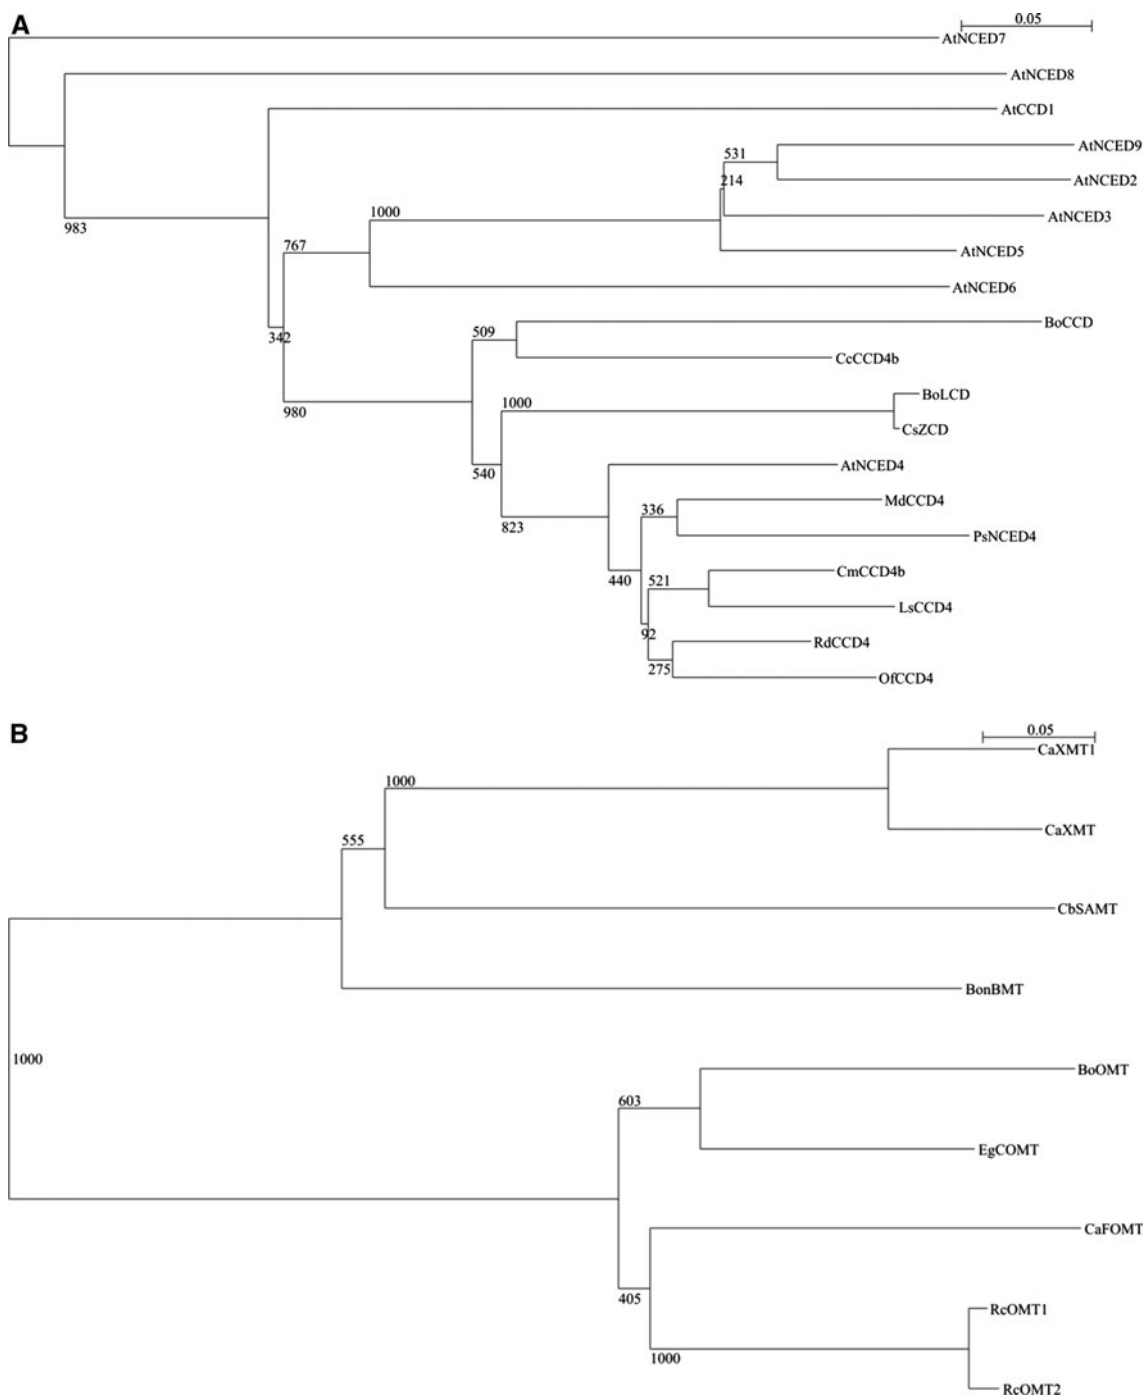 A
0.05
AtNCED7
AtNCED8
AtCCD1
AtNCED9
531
AtNCED2
214
AtNCED3
1000
983
767
AtNCED5
AtNCED6
BoCCD
509
342
CcCCD4b
BoLCD
1000
980
CsZCD
AtNCED4
540
MdCCD4
336
823
PsNCED4
CmCCD4b
440
521
LsCCD4
92
RdCCD4
275
OfCCD4
B
0.05
CaXMT1
1000
CaXMT
555
CbSAMT
BonBMT
1000
BoOMT
603
EgCOMT
CaFOMT
405
RcOMT1
1000
RcOMT2